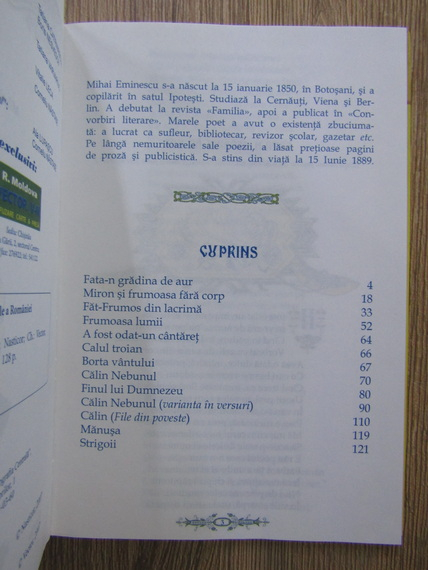 Mihai Eminescu s-a născut la 15 ianuarie 1850, în Botoșani, și a
copilărit în satul Ipotești. Studiază la Cernăuți, Viena și Ber-
lin. A debutat la revista «Familia», apoi a publicat în «Con-
vorbiri literare». Marele poet a avut o existență zbuciuma-
tă: a lucrat ca sufleur, bibliotecar, revizor școlar, gazetar etc.
Pe lângă nemuritoarele sale poezii, a lăsat prețioase pagini
de proză și publicistică. S-a stins din viață la 15 Iunie 1889.
CUPRINS
Fata-n grădina de aur 4
Miron și frumoasa fără corp 18
Făt-Frumos din lacrimă 33
Frumoasa lumii 52
A fost odat-un cântăreț 64
Calul troian 66
Borta vântului 67
Călin Nebunul 70
Finul lui Dumnezeu 80
Călin Nebunul (varianta în versuri) 90
Călin (File din poveste) 110
Mănușa 119
Strigoii 121
3
exclusivi:
R. Moldova
le a României
128 p.